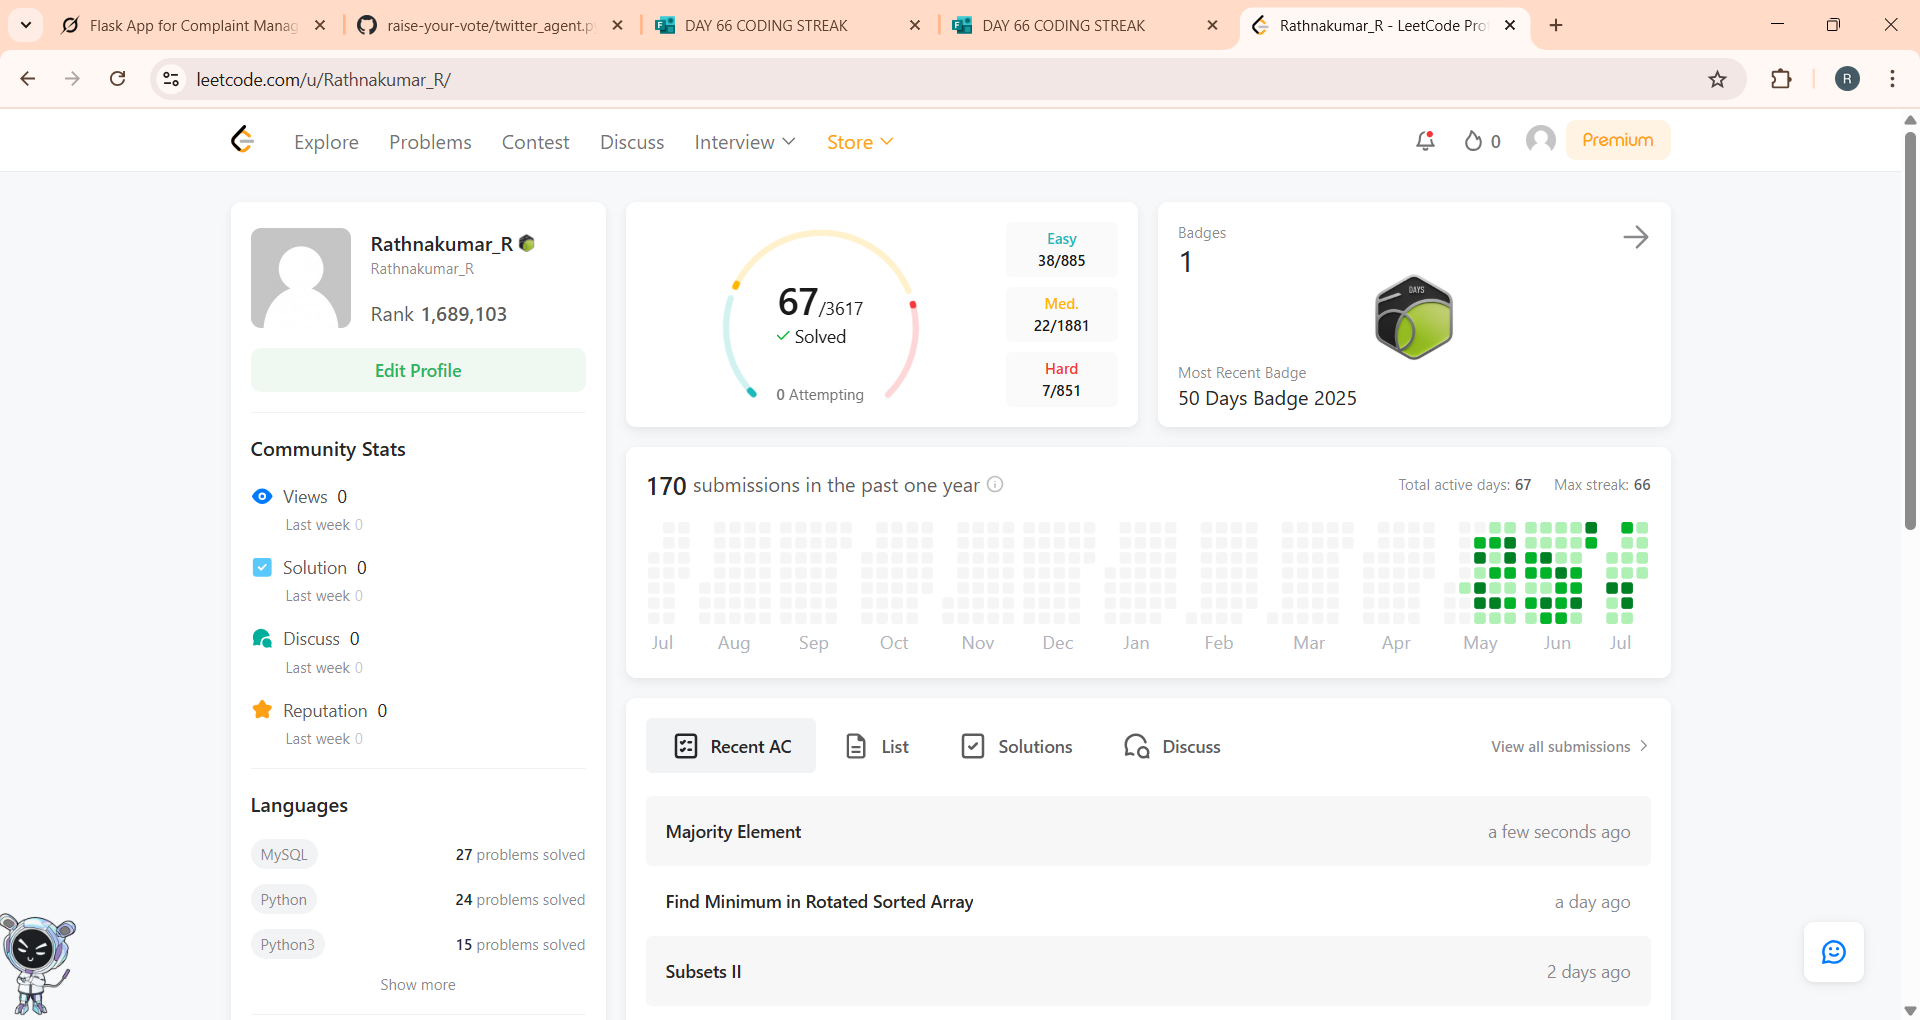 Flask App for Complaint Manag
raise-your-vote/twitter_agent.py
DAY 66 CODING STREAK
DAY 66 CODING STREAK
Rathnakumar_R - LeetCode Pro
leetcode.com/u/Rathnakumar_R/
R
Explore
Problems
Contest
Discuss
Interview
Store
0
Premium
Rathnakumar_R
Rathnakumar_R
Rank 1,689,103
Edit Profile
Community Stats
Views 0
Last week 0
Solution 0
Last week 0
Discuss 0
Last week 0
Reputation 0
Last week 0
Languages
MySQL
27 problems solved
Python
24 problems solved
Python3
15 problems solved
Show more
67/3617
Solved
0 Attempting
Easy
38/885
Med.
22/1881
Hard
7/851
Badges
1
DAYS
Most Recent Badge
50 Days Badge 2025
170 submissions in the past one year
Total active days: 67
Max streak: 66
Jul
Aug
Sep
Oct
Nov
Dec
Jan
Feb
Mar
Apr
May
Jun
Jul
Recent AC
List
Solutions
Discuss
View all submissions
Majority Element
a few seconds ago
Find Minimum in Rotated Sorted Array
a day ago
Subsets II
2 days ago